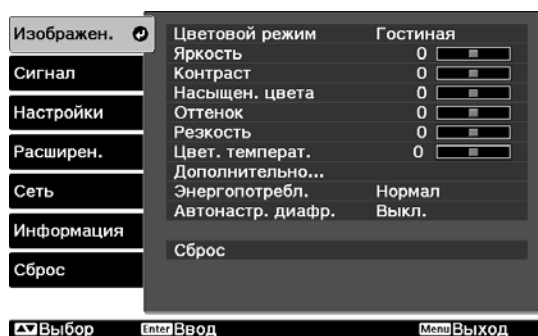 Изображен.
Сигнал
Настройки
Расширен.
Сеть
Информация
Сброс
Цветовой режим Гостиная
Яркость 0
Контраст 0
Насыщен. цвета 0
Оттенок 0
Резкость 0
Цвет. температ. 0
Дополнительно...
Энергопотребл. Нормал
Автонастр. диафр. Выкл.
Сброс
Выбор Enter Ввод Menu Выход